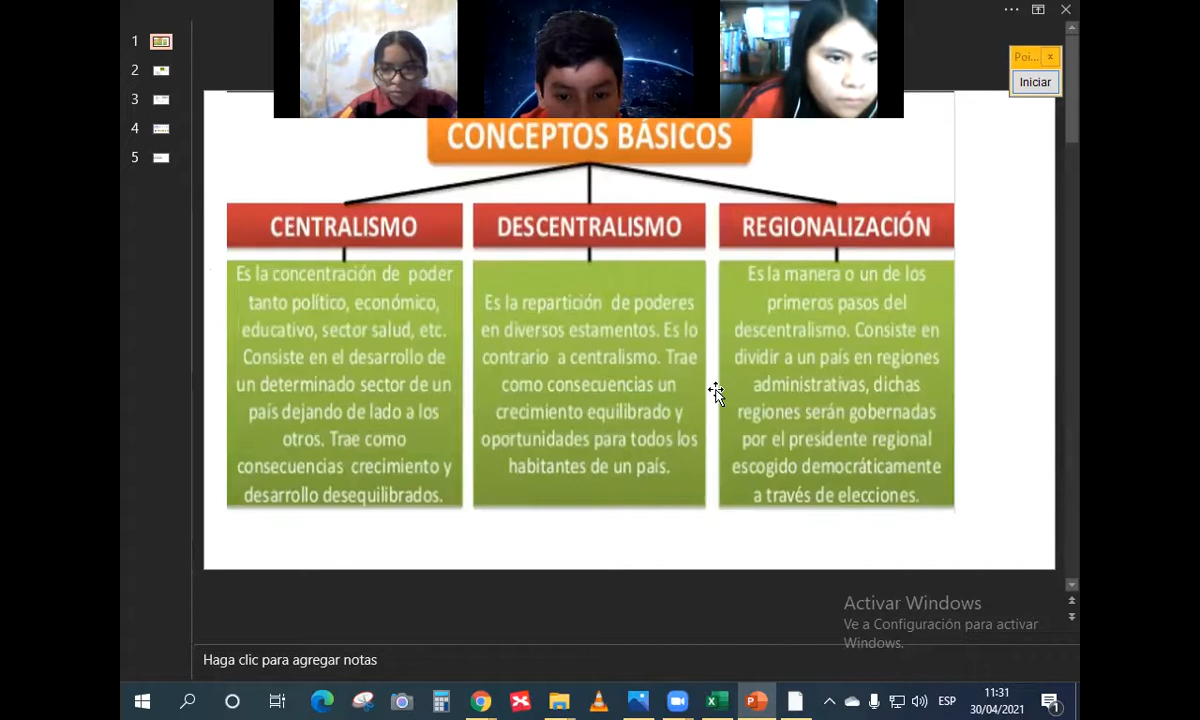 Poi...
Iniciar
1
2
3
4
5
CONCEPTOS BÁSICOS
CENTRALISMO
Es la concentración de poder
tanto político, económico,
educativo, sector salud, etc.
Consiste en el desarrollo de
un determinado sector de un
país dejando de lado a los
otros. Trae como
consecuencias crecimiento y
desarrollo desequilibrados.
DESCENTRALISMO
Es la repartición de poderes
en diversos estamentos. Es lo
contrario a centralismo. Trae
como consecuencias un
crecimiento equilibrado y
oportunidades para todos los
habitantes de un país.
REGIONALIZACIÓN
Es la manera o un de los
primeros pasos del
descentralismo. Consiste en
dividir a un país en regiones
administrativas, dichas
regiones serán gobernadas
por el presidente regional
escogido democráticamente
a través de elecciones.
Activar Windows
Ve a Configuración para activar
Windows.
Haga clic para agregar notas
ESP
11:31
30/04/2021
1